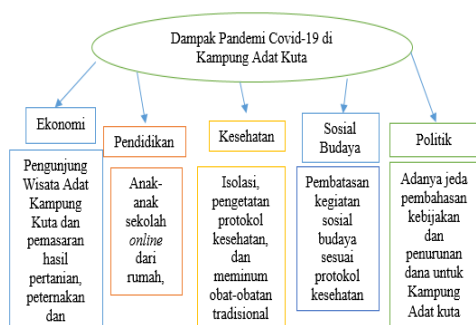 Dampak Pandemi Covid-19 di
Kampung Adat Kuta
Ekonomi
Pengunjung
Wisata Adat
Kampung
Kuta dan
pemasaran
hasil
pertanian,
peternakan
dan
Pendidikan
Anak-
anak
sekolah
online
dari
rumah,
Kesehatan
Isolasi,
pengetatan
protokol
kesehatan,
dan
meminum
obat-obatan
tradisional
Sosial
Budaya
Pembatasan
kegiatan
sosial
budaya
sesuai
protokol
kesehatan
Politik
Adanya jeda
pembahasan
kebijakan
dan
penurunan
dana untuk
Kampung
Adat kuta